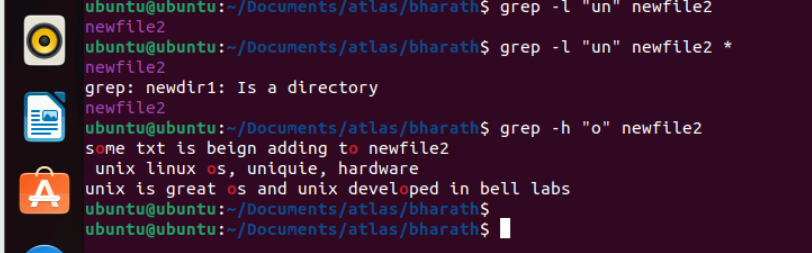 ubuntu@ubuntu:~/Documents/atlas/bharath$ grep -l "un" newfile2
newfile2
ubuntu@ubuntu:~/Documents/atlas/bharath$ grep -l "un" newfile2 *
newfile2
grep: newdir1: Is a directory
newfile2
ubuntu@ubuntu:~/Documents/atlas/bharath$ grep -h "o" newfile2
some txt is beign adding to newfile2
 unix linux os, uniquie, hardware
unix is great os and unix developed in bell labs
ubuntu@ubuntu:~/Documents/atlas/bharath$
ubuntu@ubuntu:~/Documents/atlas/bharath$